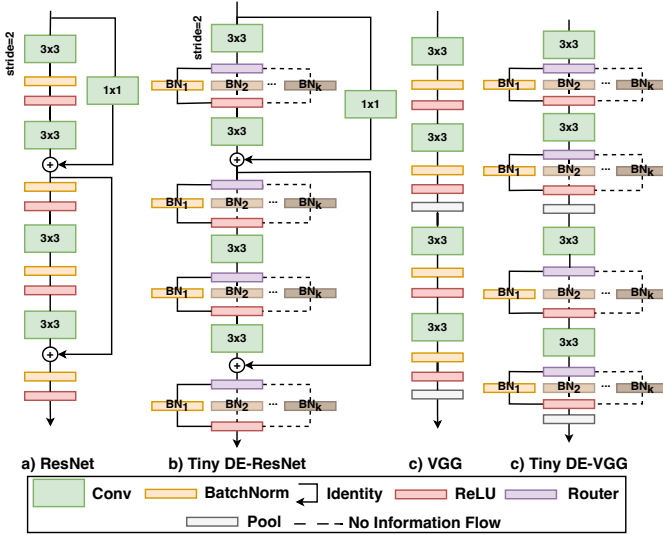 stride=2
3x3
1x1
3x3
+
3x3
3x3
+
a) ResNet
stride=2
3x3
BN1 BN2 ... BNk
1x1
3x3
+
BN1 BN2 ... BNk
3x3
BN1 BN2 ... BNk
3x3
+
BN1 BN2 ... BNk
b) Tiny DE-ResNet
3x3
3x3
3x3
3x3
c) VGG
3x3
BN1 BN2 ... BNk
3x3
BN1 BN2 ... BNk
3x3
BN1 BN2 ... BNk
3x3
BN1 BN2 ... BNk
c) Tiny DE-VGG
Conv BatchNorm Identity ReLU Router
Pool No Information Flow